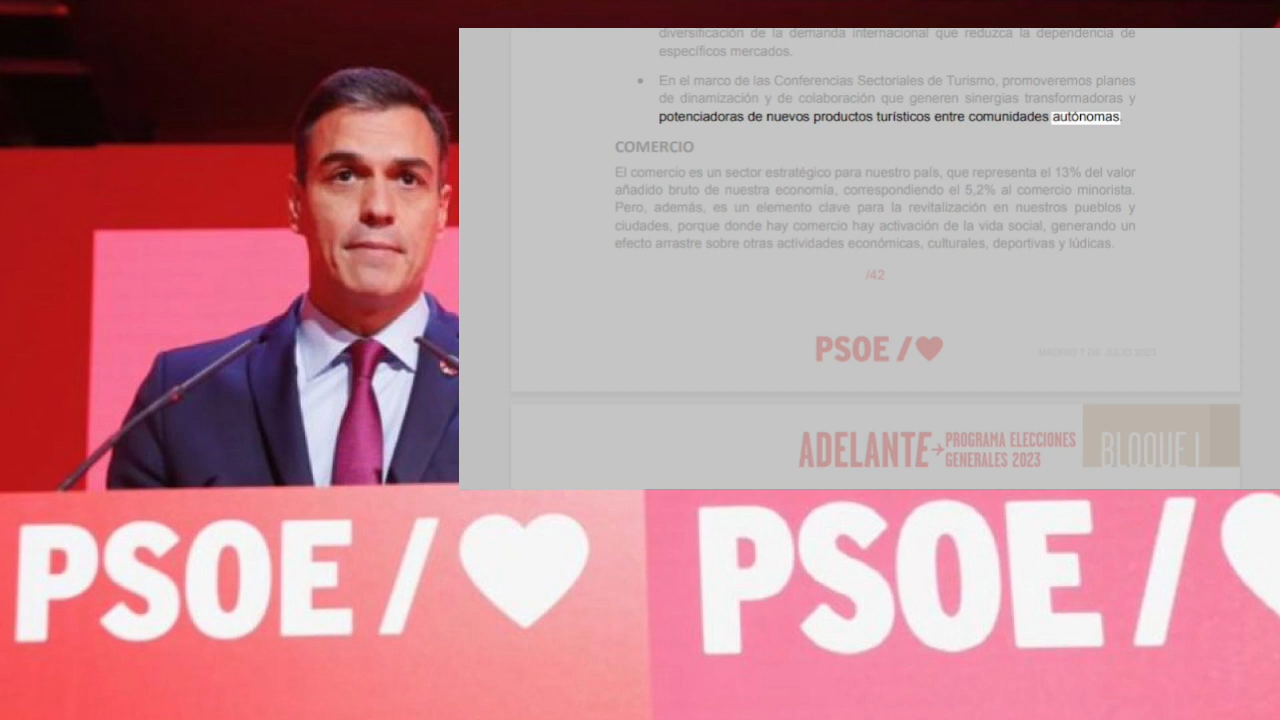 diversificación de la demanda internacional que reduzca la dependencia de
específicos mercados.
• En el marco de las Conferencias Sectoriales de Turismo, promoveremos planes
de dinamización y de colaboración que generen sinergias transformadoras y
potenciadoras de nuevos productos turísticos entre comunidades autónomas.
COMERCIO
El comercio es un sector estratégico para nuestro país, que representa el 13% del valor
añadido bruto de nuestra economía, correspondiendo el 5,2% al comercio minorista.
Pero, además, es un elemento clave para la revitalización en nuestros pueblos y
ciudades, porque donde hay comercio hay activación de la vida social, generando un
efecto arrastre sobre otras actividades económicas, culturales, deportivas y lúdicas.
/42
PSOE /
MADRID 7 DE JULIO 2023
ADELANTE→PROGRAMA ELECCIONES
GENERALES 2023
BLOQUE I
PSOE /
PSOE /